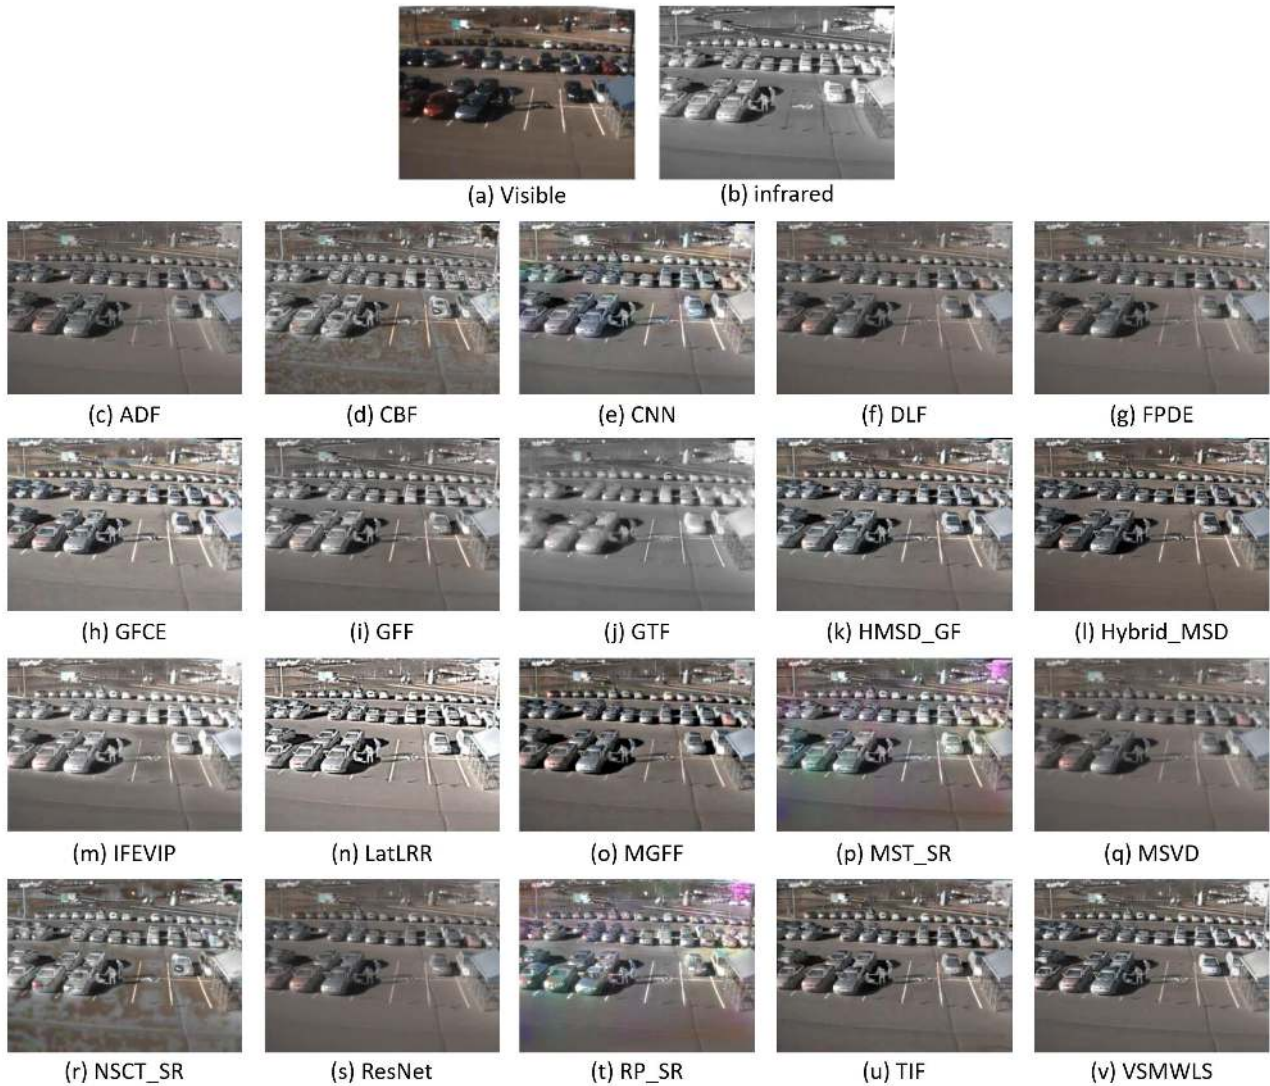 (a) Visible
(b) infrared
(c) ADF
(d) CBF
(e) CNN
(f) DLF
(g) FPDE
(h) GFCE
(i) GFF
(j) GTF
(k) HMSD_GF
(l) Hybrid_MSD
(m) IFEVIP
(n) LatLRR
(o) MGFF
(p) MST_SR
(q) MSVD
(r) NSCT_SR
(s) ResNet
(t) RP_SR
(u) TIF
(v) VSMWLS